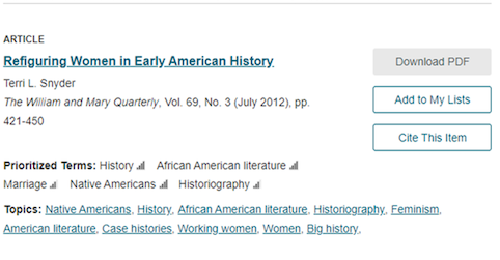 ARTICLE
Refiguring Women in Early American History
Download PDF
Terri L. Snyder
The William and Mary Quarterly, Vol. 69, No. 3 (July 2012), pp.
421-450
Add to My Lists
Cite This Item
Prioritized Terms: History African American literature
Marriage Native Americans Historiography
Topics: Native Americans, History, African American literature, Historiography, Feminism,
American literature, Case histories, Working women, Women, Big history,